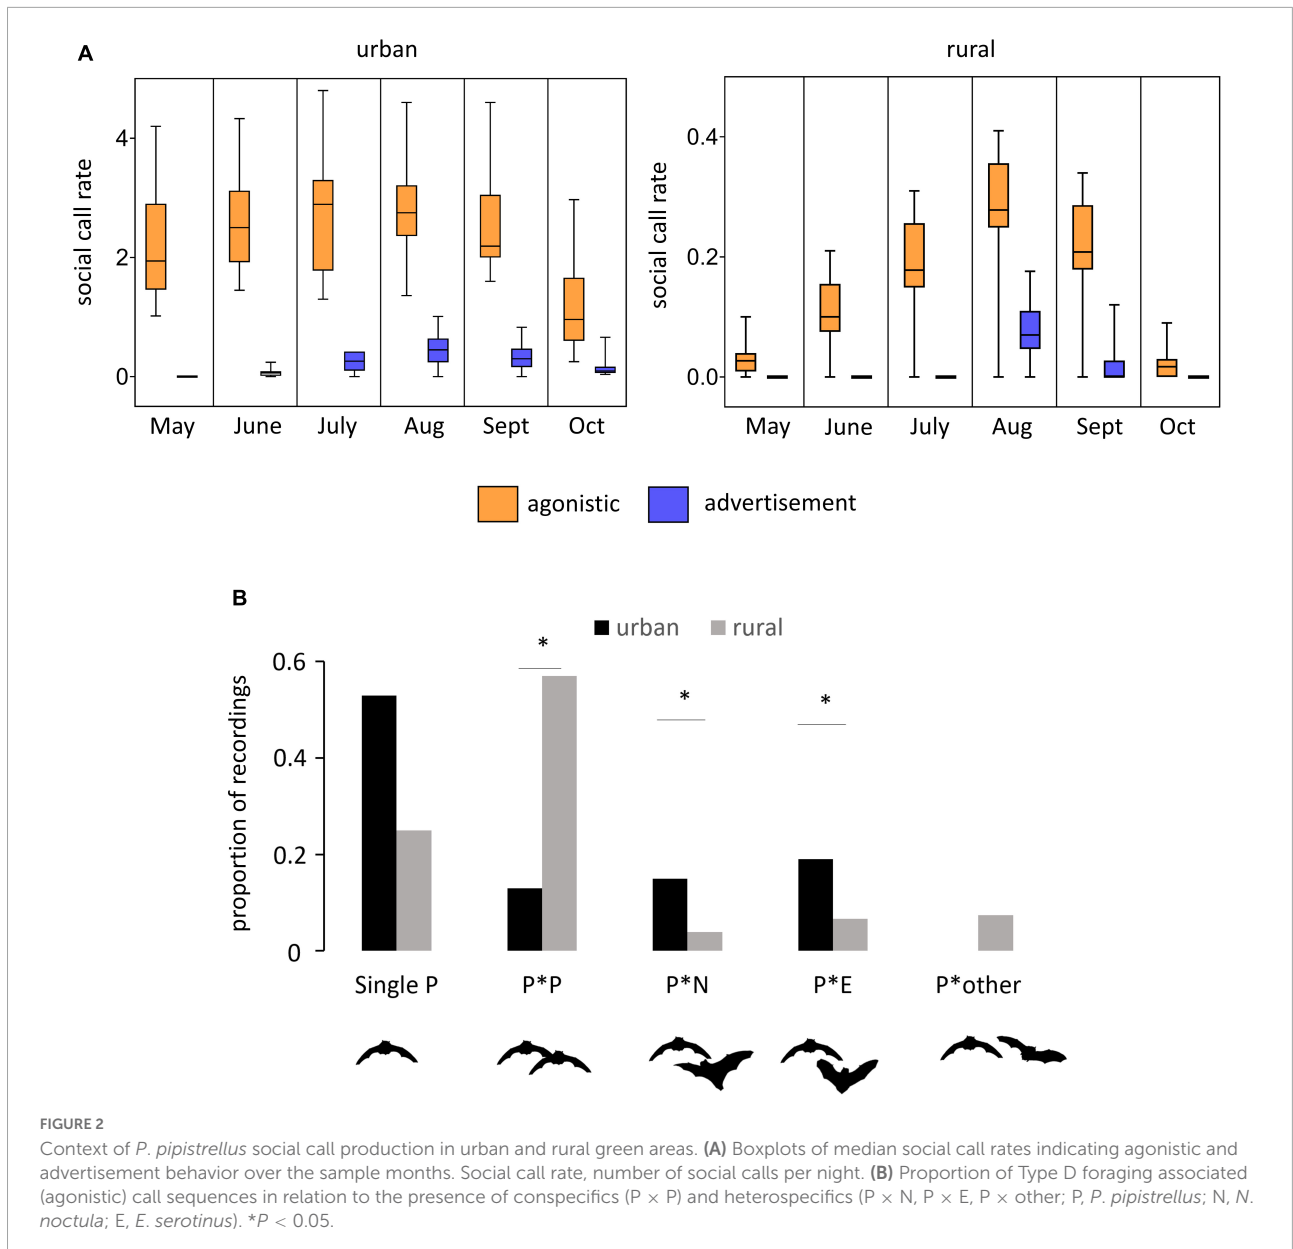 A
urban
rural
social call rate
4
2
0
May June July Aug Sept Oct
social call rate
0.4
0.2
0.0
May June July Aug Sept Oct
agonistic advertisement
B
urban rural
proportion of recordings
0.6
0.4
0.2
0
*
*
*
Single P P*P P*N P*E P*other
FIGURE 2
Context of P. pipistrellus social call production in urban and rural green areas. (A) Boxplots of median social call rates indicating agonistic and
advertisement behavior over the sample months. Social call rate, number of social calls per night. (B) Proportion of Type D foraging associated
(agonistic) call sequences in relation to the presence of conspecifics (P × P) and heterospecifics (P × N, P × E, P × other; P, P. pipistrellus; N, N.
noctula; E, E. serotinus). *P < 0.05.